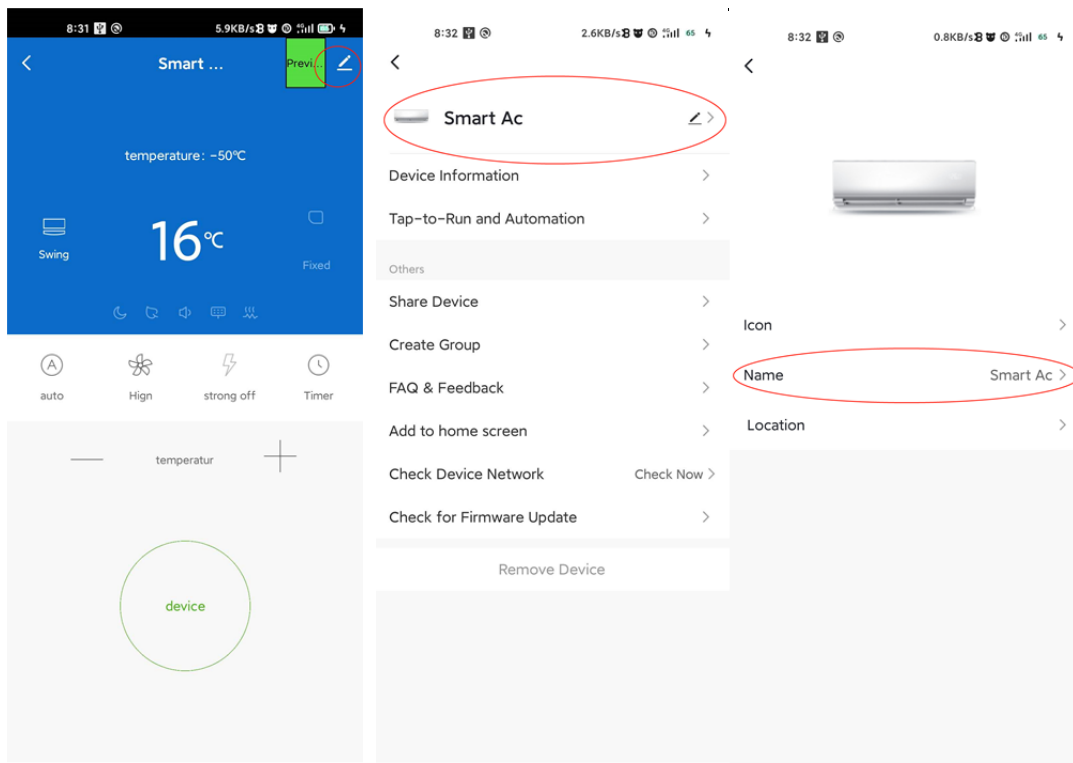 8:31
5.9KB/s
Smart ...
Previ...
temperature: -50℃
Swing
16℃
Fixed
A
auto
Hign
strong off
Timer
temperatur
device
8:32
2.6KB/s
65
Smart Ac
Device Information
Tap-to-Run and Automation
Others
Share Device
Create Group
FAQ & Feedback
Add to home screen
Check Device Network
Check Now
Check for Firmware Update
Remove Device
8:32
0.8KB/s
65
Icon
Name
Smart Ac
Location